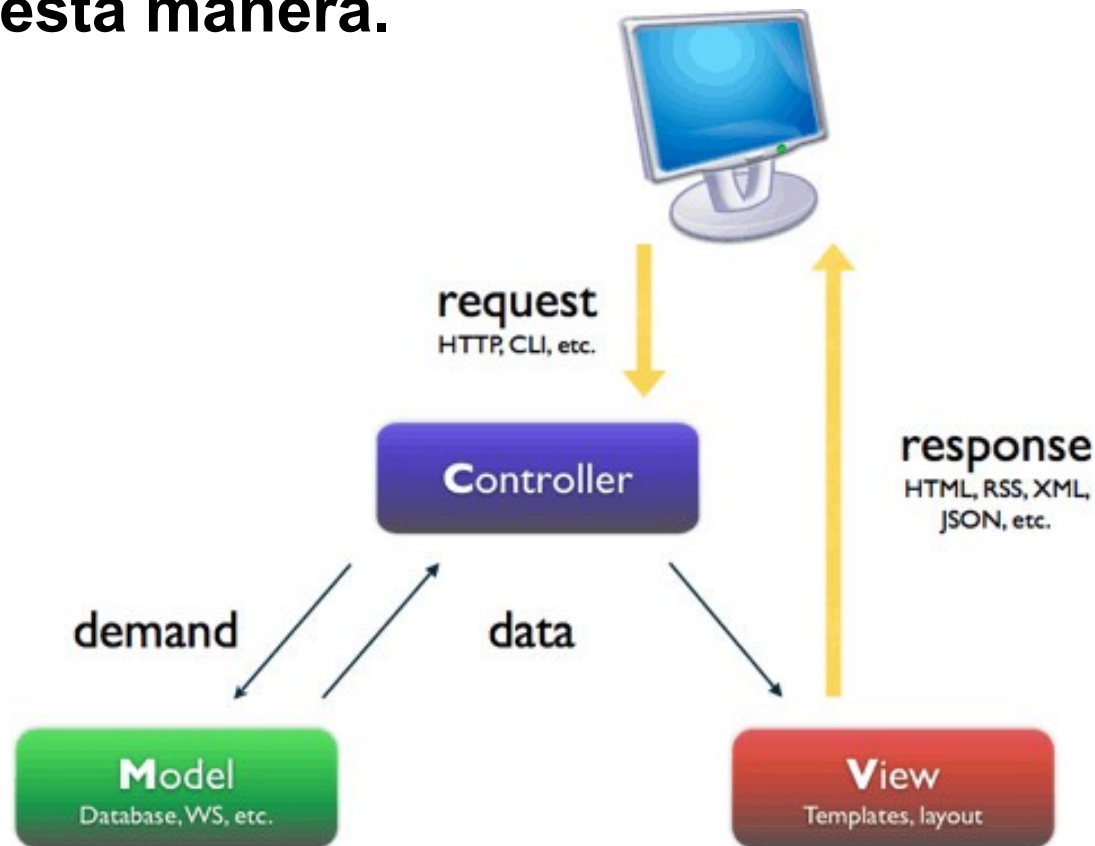 esta manera.
request
HTTP, CLI, etc.
Controller
response
HTML, RSS, XML,
JSON, etc.
demand
data
Model
Database, WS, etc.
View
Templates, layout